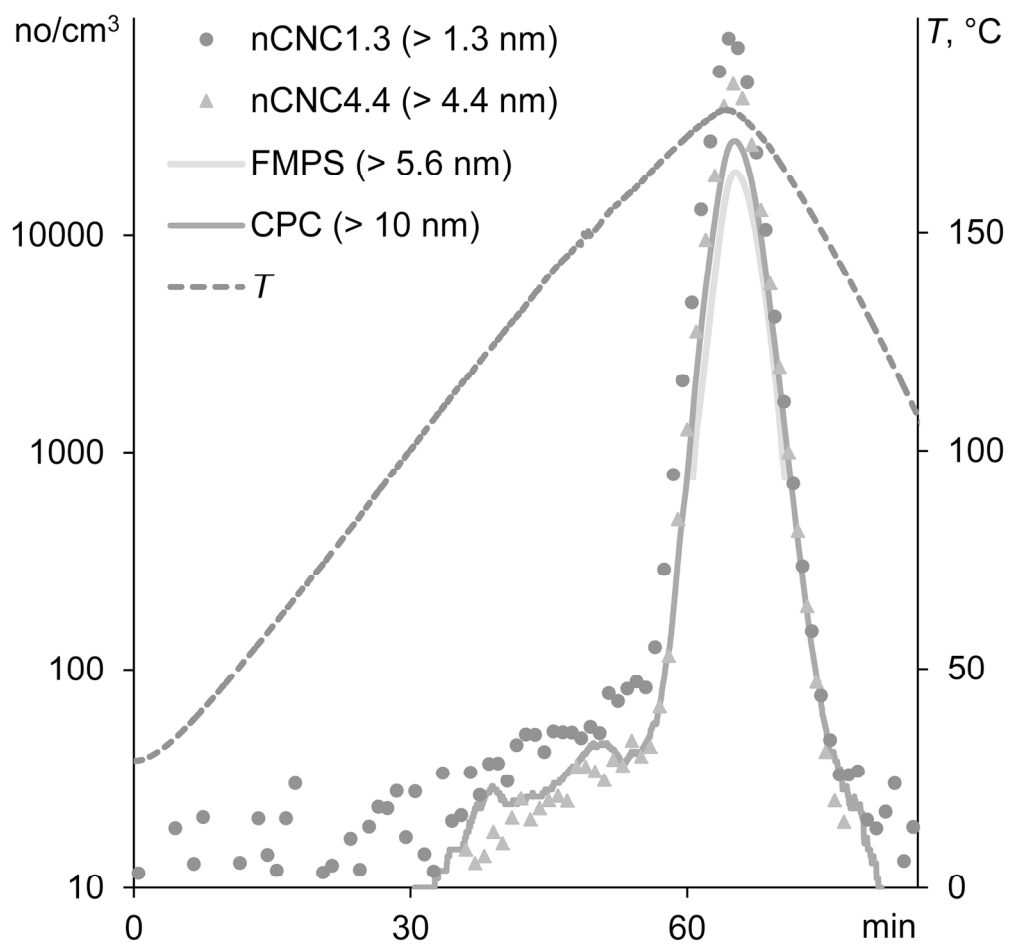 no/cm³
T, °C
nCNC1.3 (> 1.3 nm)
nCNC4.4 (> 4.4 nm)
FMPS (> 5.6 nm)
CPC (> 10 nm)
T
10000
150
1000
100
100
50
10
0
0
30
60
min